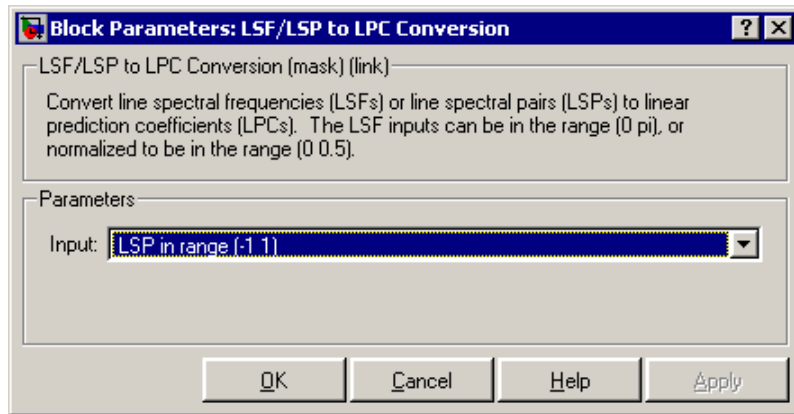 Block Parameters: LSF/LSP to LPC Conversion
LSF/LSP to LPC Conversion (mask) (link)
Convert line spectral frequencies (LSFs) or line spectral pairs (LSPs) to linear
prediction coefficients (LPCs).  The LSF inputs can be in the range (0 pi), or
normalized to be in the range (0 0.5).
Parameters
Input: LSP in range (-1 1)
OK Cancel Help Apply